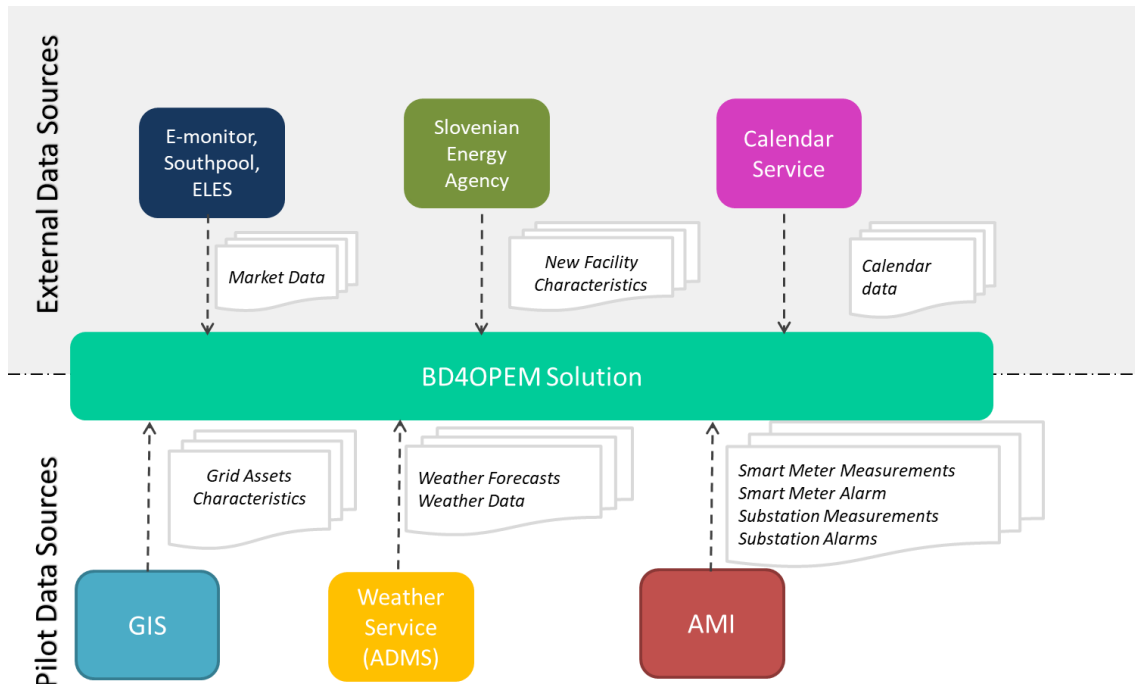 External Data Sources
E-monitor,
Southpool,
ELES
Slovenian
Energy
Agency
Calendar
Service
Market Data
New Facility
Characteristics
Calendar
data
BD4OPEM Solution
Pilot Data Sources
Grid Assets
Characteristics
Weather Forecasts
Weather Data
Smart Meter Measurements
Smart Meter Alarm
Substation Measurements
Substation Alarms
GIS
Weather
Service
(ADMS)
AMI